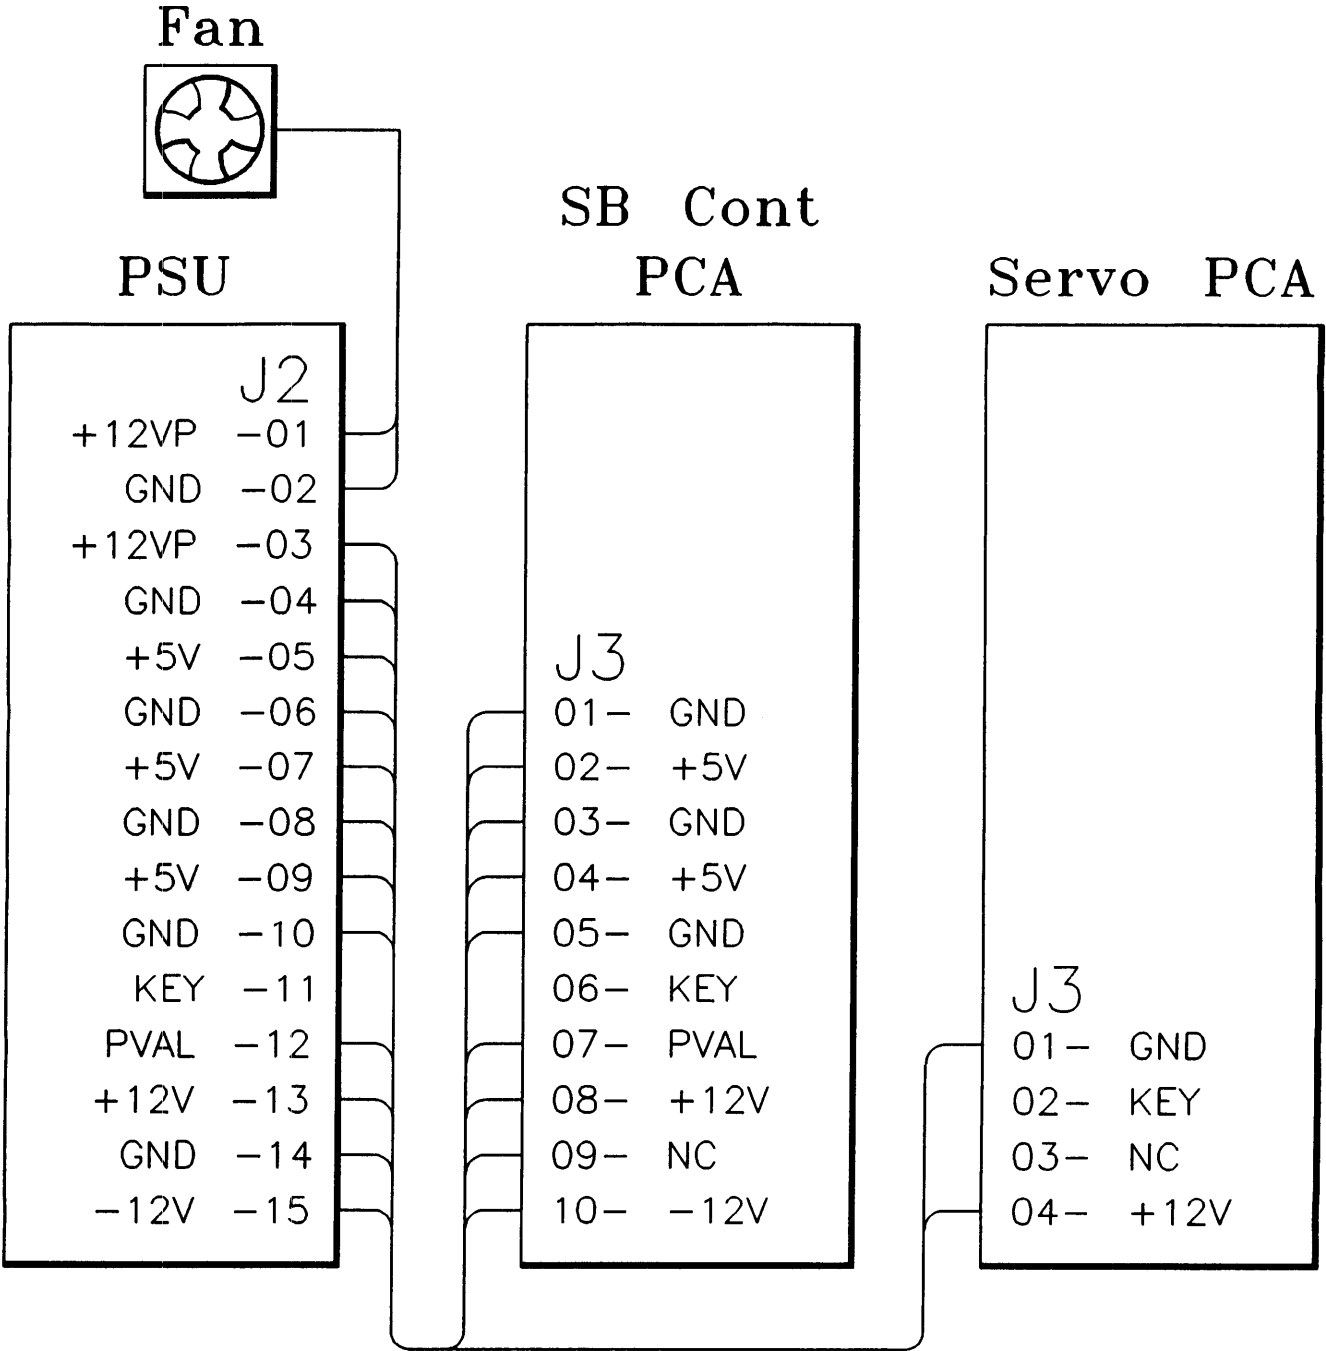 Fan
SB Cont
PCA
PSU
Servo PCA
J2
+12VP -01
GND -02
+12VP -03
GND -04
+5V -05
GND -06
+5V -07
GND -08
+5V -09
GND -10
KEY -11
PVAL -12
+12V -13
GND -14
-12V -15
J3
01- GND
02- +5V
03- GND
04- +5V
05- GND
06- KEY
07- PVAL
08- +12V
09- NC
10- -12V
J3
01- GND
02- KEY
03- NC
04- +12V